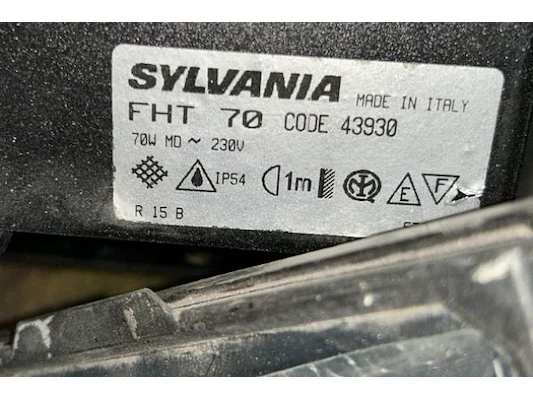 SYLVANIA MADE IN ITALY
FHT 70 CODE 43930
70W MD ~ 230V
IP54 1m E F
R 15 B